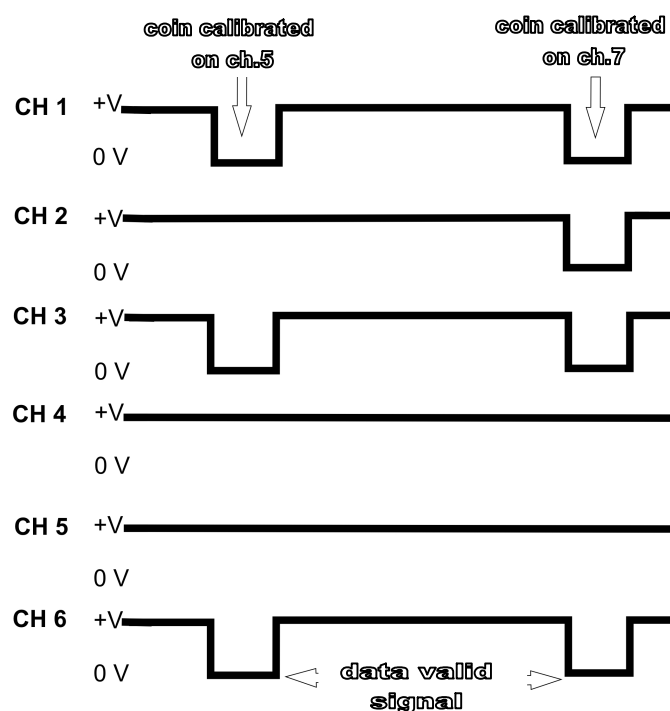 coin calibrated
on ch.5
coin calibrated
on ch.7
CH 1 +V
0 V
CH 2 +V
0 V
CH 3 +V
0 V
CH 4 +V
0 V
CH 5 +V
0 V
CH 6 +V
0 V
data valid
signal